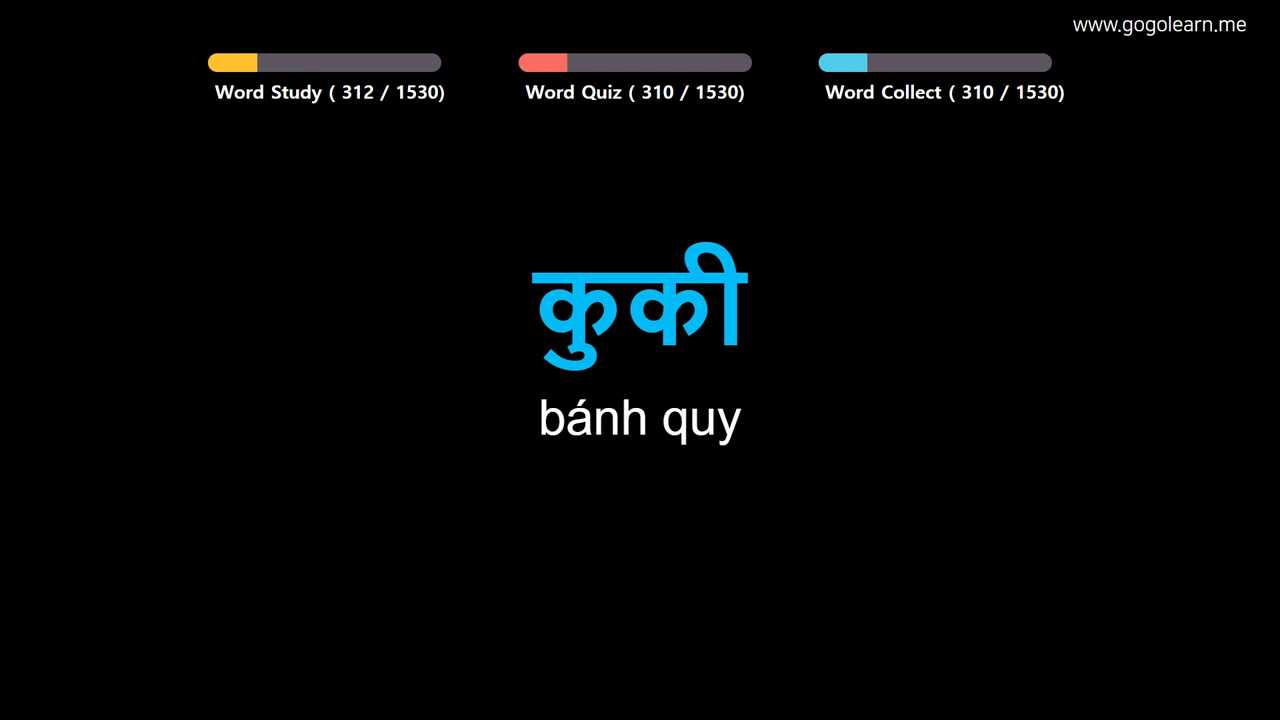 www.gogolearn.me
Word Study ( 312 / 1530)
Word Quiz ( 310 / 1530)
Word Collect ( 310 / 1530)
कुकी
bánh quy